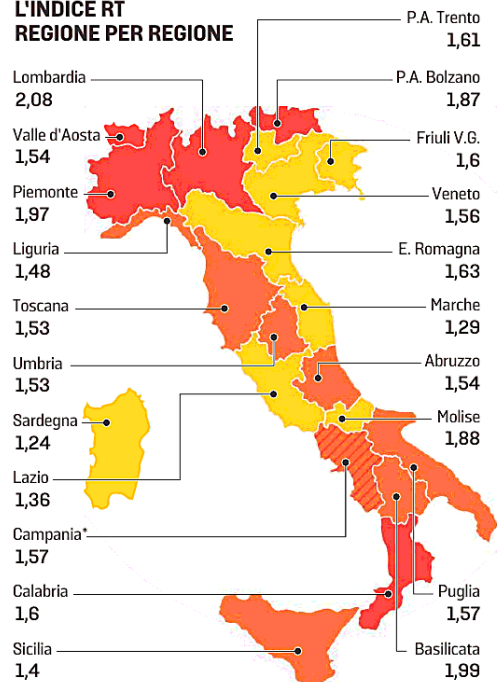 L'INDICE RT
REGIONE PER REGIONE
Lombardia
2,08
Valle d'Aosta
1,54
Piemonte
1,97
Liguria
1,48
Toscana
1,53
Umbria
1,53
Sardegna
1,24
Lazio
1,36
Campania*
1,57
Calabria
1,6
Sicilia
1,4
P.A. Trento
1,61
P.A. Bolzano
1,87
Friuli V.G.
1,6
Veneto
1,56
E. Romagna
1,63
Marche
1,29
Abruzzo
1,54
Molise
1,88
Puglia
1,57
Basilicata
1,99